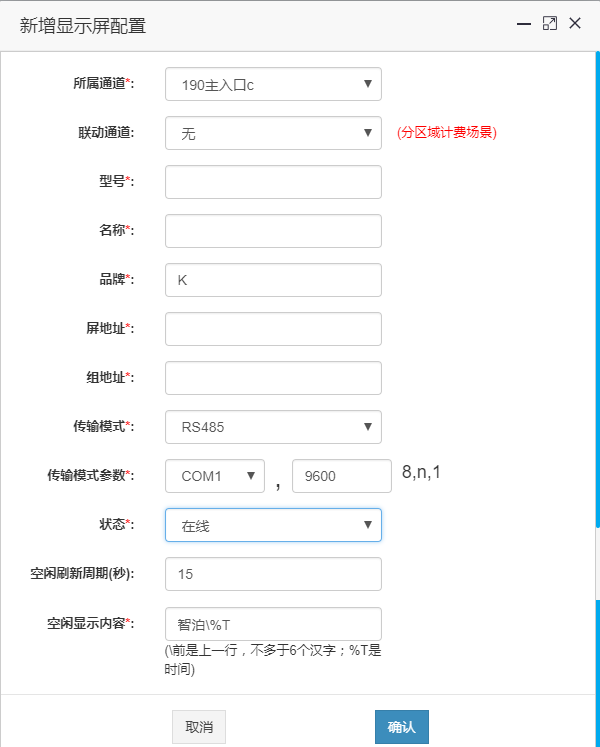 新增显示屏配置
所属通道*: 190主入口c
联动通道: 无 (分区域计费场景)
型号*:
名称*:
品牌*: K
屏地址*:
组地址*:
传输模式*: RS485
传输模式参数*: COM1 , 9600 8,n,1
状态*: 在线
空闲刷新周期(秒): 15
空闲显示内容*: 智泊\%T
(\前是上一行，不多于6个汉字；%T是
时间)
取消 确认